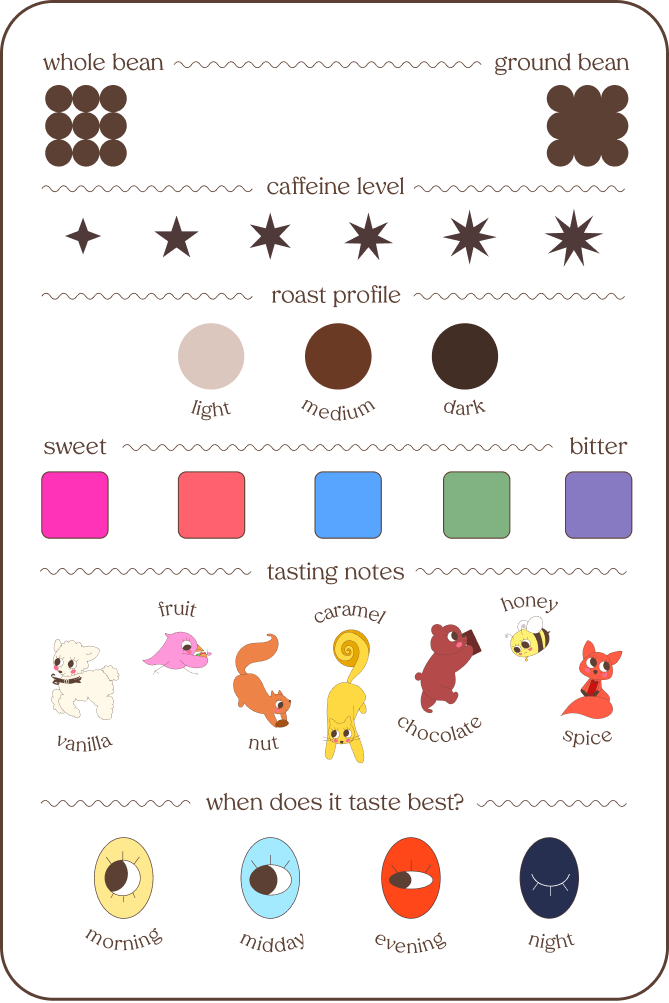 whole bean
ground bean
caffeine level
roast profile
light
medium
dark
sweet
bitter
tasting notes
fruit
caramel
honey
vanilla
nut
chocolate
spice
when does it taste best?
morning
midday
evening
night